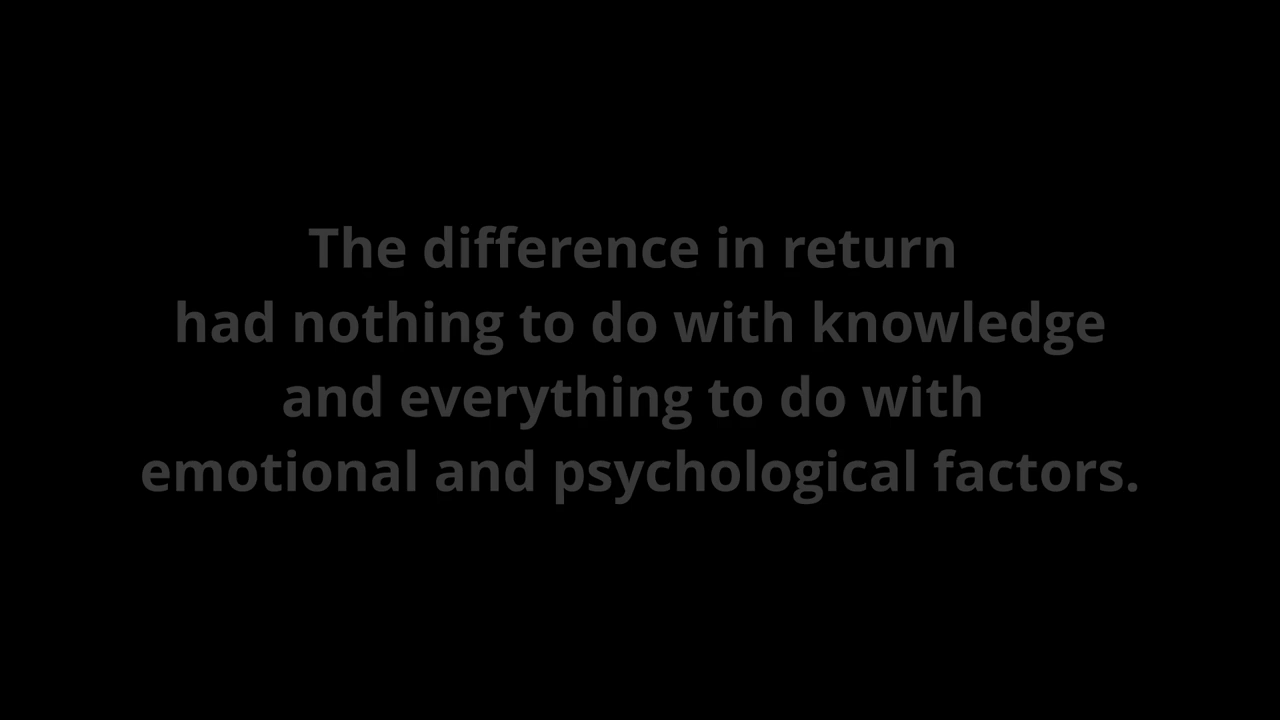 The difference in return
had nothing to do with knowledge
and everything to do with
emotional and psychological factors.